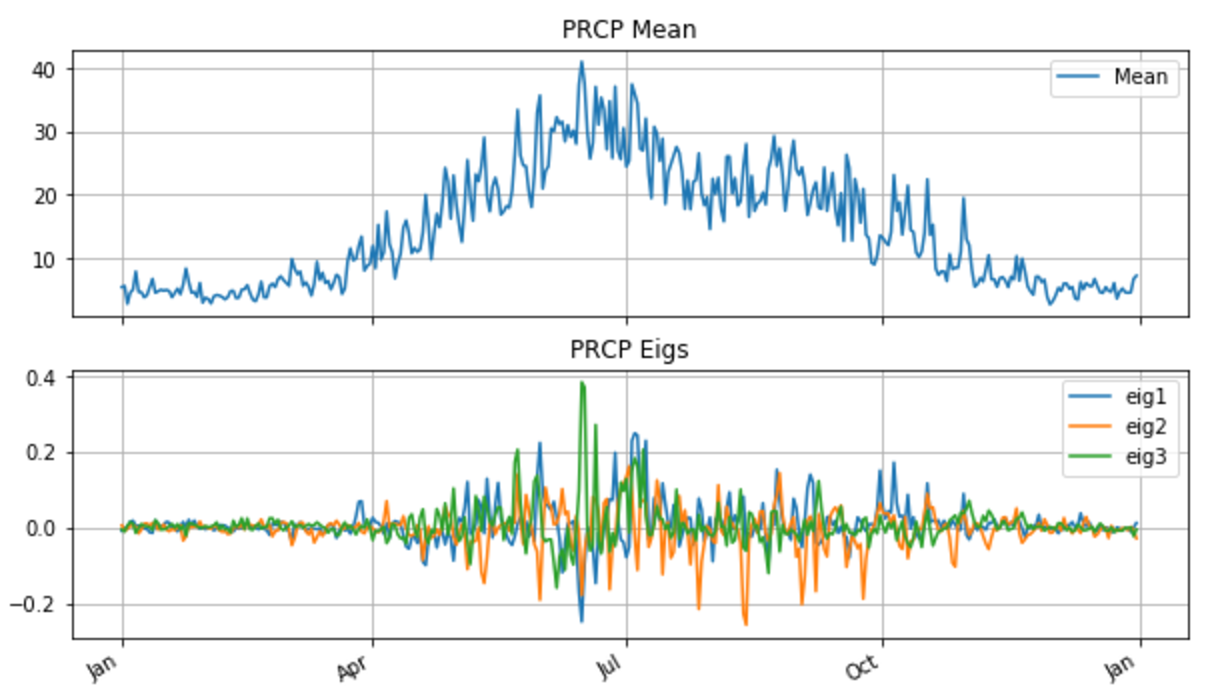 PRCP Mean
40
30
20
10
Mean
PRCP Eigs
0.4
0.2
0.0
−0.2
eig1
eig2
eig3
Jan
Apr
Jul
Oct
Jan